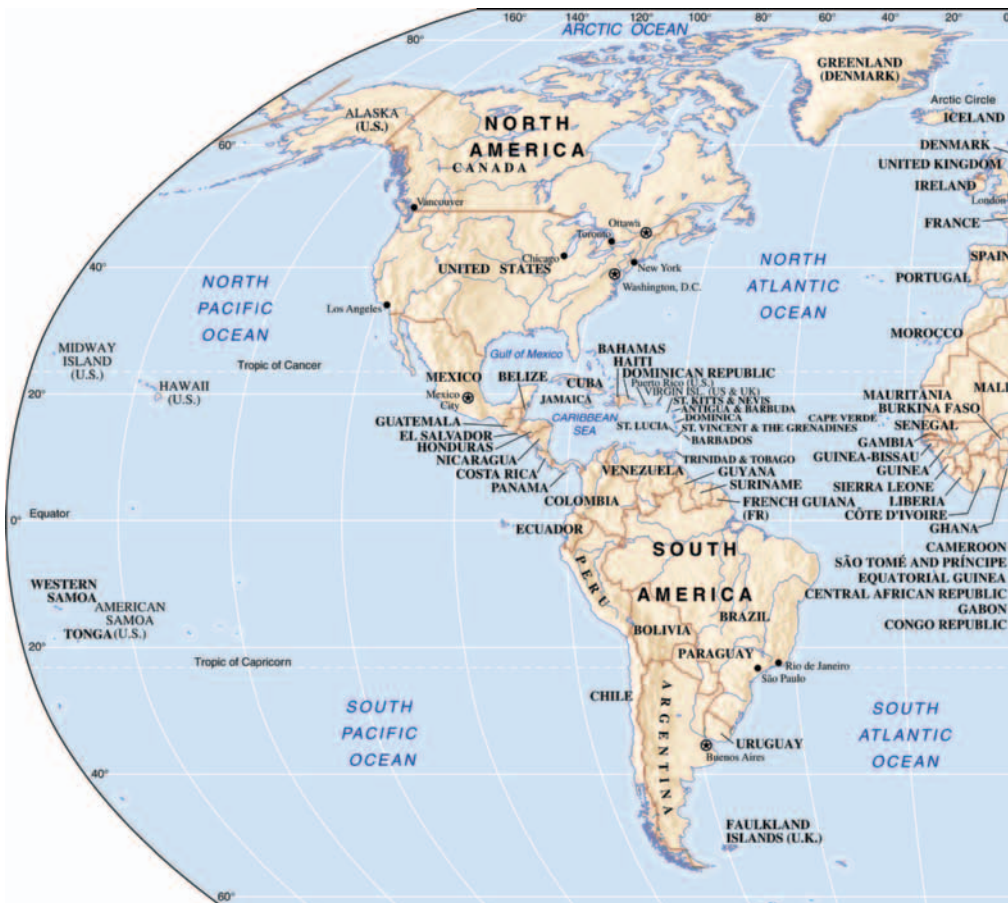 160°
140°
120°
100°
80°
60°
40°
20°
0
80°
ARCTIC OCEAN
GREENLAND
(DENMARK)
Arctic Circle
ICELAND
ALASKA
(U.S.)
NORTH
AMERICA
CANADA
60°
DENMARK
UNITED KINGDOM
IRELAND
London
Vancouver
Ottawa
Toronto
FRANCE
Chicago
UNITED STATES
New York
Washington, D.C.
SPAIN
PORTUGAL
40°
NORTH
PACIFIC
OCEAN
NORTH
ATLANTIC
OCEAN
Los Angeles
MOROCCO
MIDWAY
ISLAND
(U.S.)
Tropic of Cancer
Gulf of Mexico
BAHAMAS
HAITI
DOMINICAN REPUBLIC
HAWAII
(U.S.)
MEXICO
Mexico
City
BELIZE
CUBA
JAMAICA
Puerto Rico (U.S.)
VIRGIN ISL. (US & UK)
ST. KITTS & NEVIS
ANTIGUA & BARBUDA
DOMINICA
ST. LUCIA
ST. VINCENT & THE GRENADINES
BARBADOS
CAPE VERDE
CARIBBEAN
SEA
20°
MAURITANIA
MALI
BURKINA FASO
SENEGAL
GAMBIA
GUINEA-BISSAU
GUINEA
SIERRA LEONE
LIBERIA
CÔTE D'IVOIRE
GHANA
GUATEMALA
EL SALVADOR
HONDURAS
NICARAGUA
COSTA RICA
PANAMA
TRINIDAD & TOBAGO
VENEZUELA
GUYANA
SURINAME
FRENCH GUIANA
(FR)
COLOMBIA
0°
Equator
ECUADOR
CAMEROON
SÃO TOMÉ AND PRÍNCIPE
EQUATORIAL GUINEA
CENTRAL AFRICAN REPUBLIC
GABON
CONGO REPUBLIC
SOUTH
AMERICA
PERU
BRAZIL
WESTERN
SAMOA
AMERICAN
SAMOA
(U.S.)
TONGA
BOLIVIA
20°
Tropic of Capricorn
PARAGUAY
Rio de Janeiro
São Paulo
CHILE
ARGENTINA
SOUTH
PACIFIC
OCEAN
SOUTH
ATLANTIC
OCEAN
URUGUAY
Buenos Aires
40°
FAULKLAND
ISLANDS (U.K.)
60°